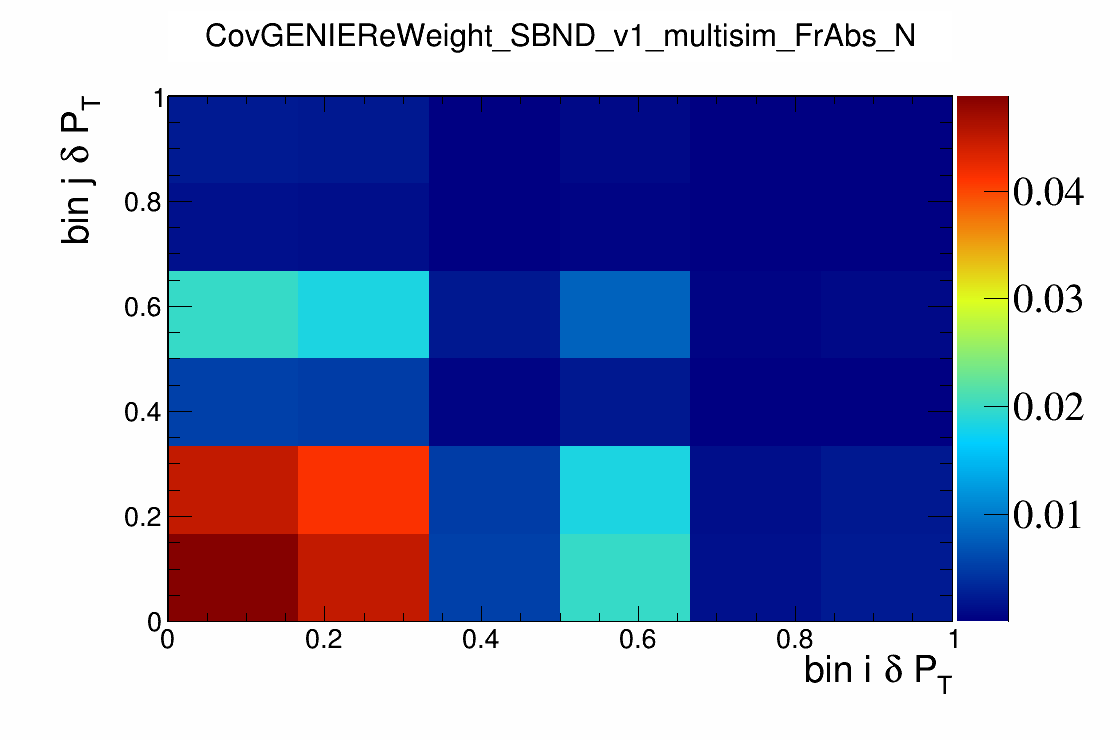 CovGENIEReWeight_SBND_v1_multisim_FrAbs_N
bin j δ P_T
1
0.8
0.6
0.4
0.2
0
0 0.2 0.4 0.6 0.8 1
bin i δ P_T
0.04
0.03
0.02
0.01